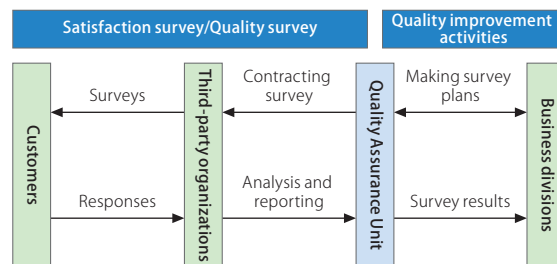 Satisfaction survey/Quality survey
Quality improvement
activities
Customers
Surveys
Responses
Third-party organizations
Contracting
survey
Analysis and
reporting
Quality Assurance Unit
Making survey
plans
Survey results
Business divisions